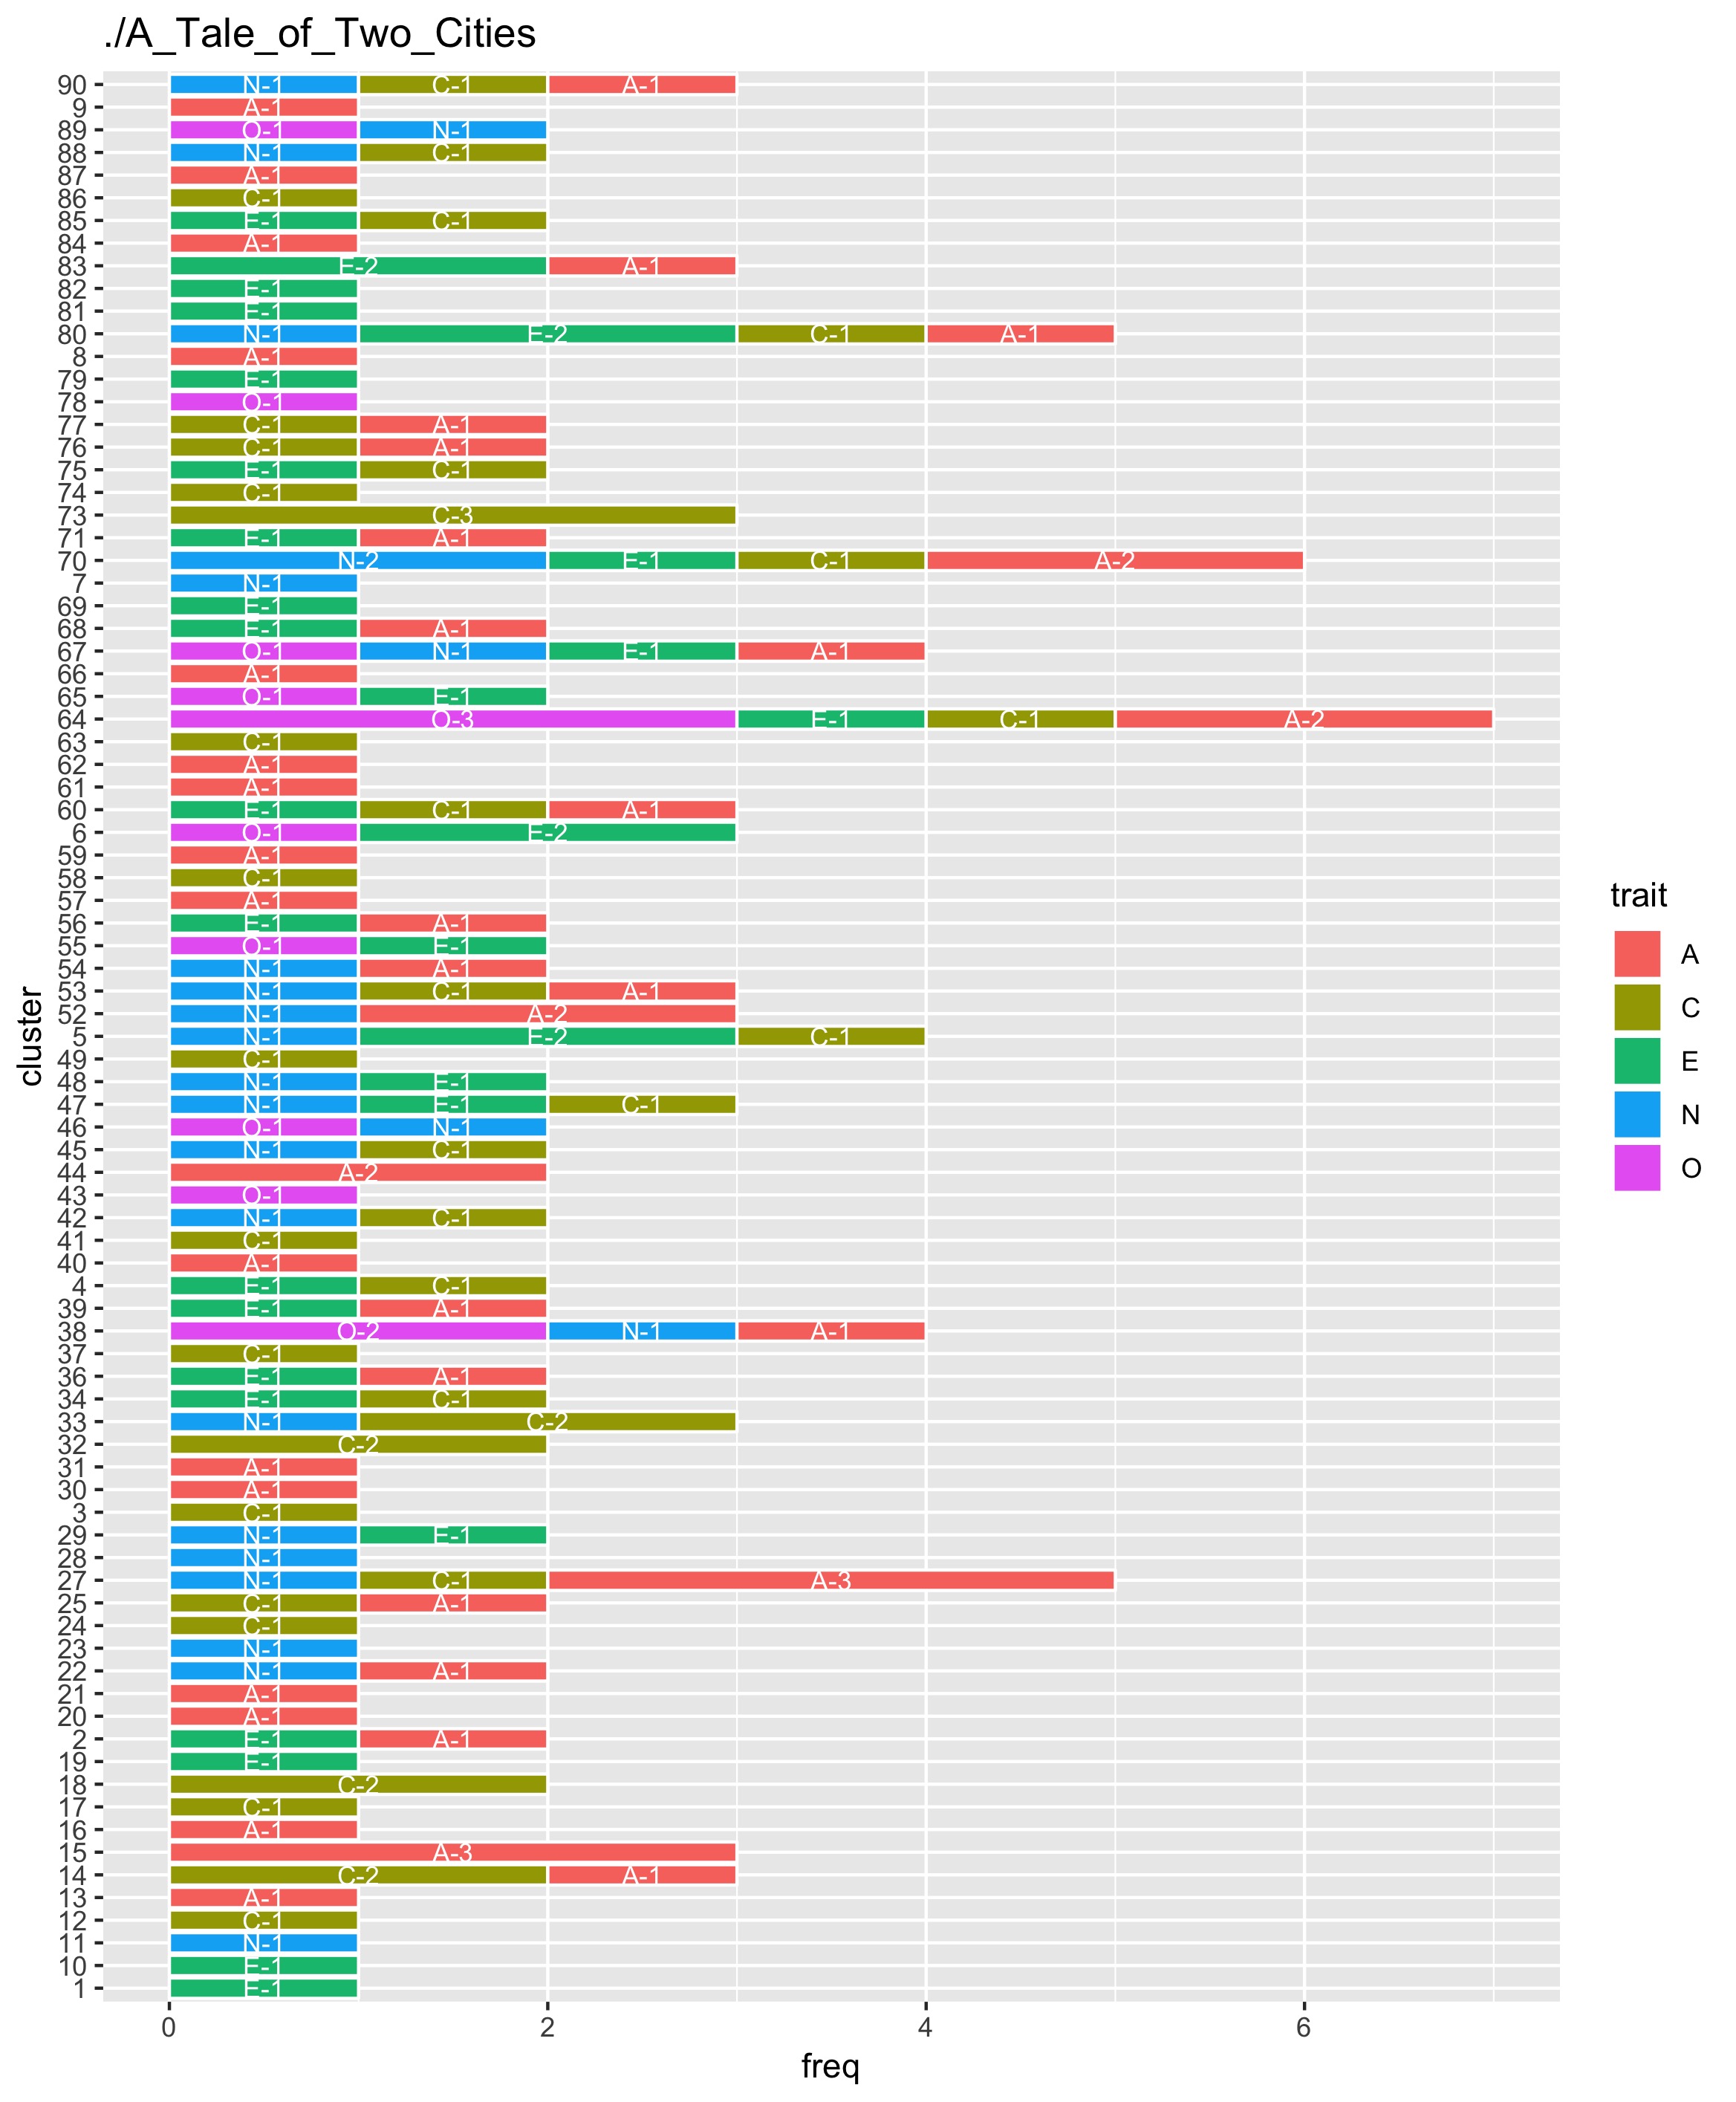 ./A_Tale_of_Two_Cities
90 N-1 C-1 A-1
9 A-1
89 O-1 N-1
88 N-1 C-1
87 A-1
86 C-1
85 E-1 C-1
84 A-1
83 E-2 A-1
82 E-1
81 E-1
80 N-1 E-2 C-1 A-1
8 A-1
79 E-1
78 O-1
77 C-1 A-1
76 C-1 A-1
75 E-1 C-1
74 C-1
73 C-3
71 E-1 A-1
70 N-2 E-1 C-1 A-2
7 N-1
69 E-1
68 E-1 A-1
67 O-1 N-1 E-1 A-1
66 A-1
65 O-1 E-1
64 O-3 E-1 C-1 A-2
63 C-1
62 A-1
61 A-1
60 E-1 C-1 A-1
6 O-1 E-2
59 A-1
58 C-1
57 A-1
56 E-1 A-1
55 O-1 E-1
54 N-1 A-1
53 N-1 C-1 A-1
52 N-1 A-2
5 N-1 E-2 C-1
49 C-1
48 N-1 E-1
47 N-1 E-1 C-1
46 O-1 N-1
45 N-1 C-1
44 A-2
43 O-1
42 N-1 C-1
41 C-1
40 A-1
4 E-1 C-1
39 E-1 A-1
38 O-2 N-1 A-1
37 C-1
36 E-1 A-1
34 E-1 C-1
33 N-1 C-2
32 C-2
31 A-1
30 A-1
3 C-1
29 N-1 E-1
28 N-1
27 N-1 C-1 A-3
25 C-1 A-1
24 C-1
23 N-1
22 N-1 A-1
21 A-1
20 A-1
2 E-1 A-1
19 E-1
18 C-2
17 C-1
16 A-1
15 A-3
14 C-2 A-1
13 A-1
12 C-1
11 N-1
10 E-1
1 E-1
0 2 4 6
freq
cluster
trait
A
C
E
N
O